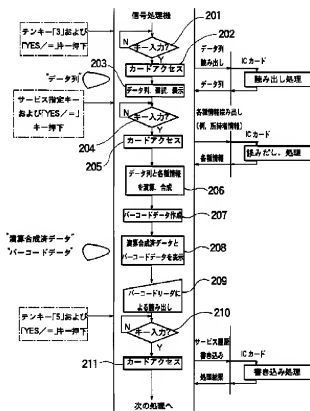 信号処理機
テンキー「3」および
「YES/=」キー押下
N
キー入力?
201
Y
202
カードアクセス
データ列
読み出し
ICカード
読み出し処理
データ列
203
"データ列"
データ列、選択、表示
サービス指定キー
および「YES/=」
キー押下
N
キー入力?
204
Y
205
カードアクセス
各種情報読み出し
(例、所持者情報)
ICカード
読みだし、処理
各種情報
データ列と各種情報
を演算、合成
206
バーコードデータ作成
207
"演算合成済データ"
"バーコードデータ"
演算合成済データと
バーコードデータを表示
208
バーコードリーダに
よる読み出し
209
テンキー「5」および
「YES/=」キー押下
N
キー入力?
210
Y
211
カードアクセス
サービス履歴
書き込み
ICカード
書き込み処理
処理結果
次の処理へ